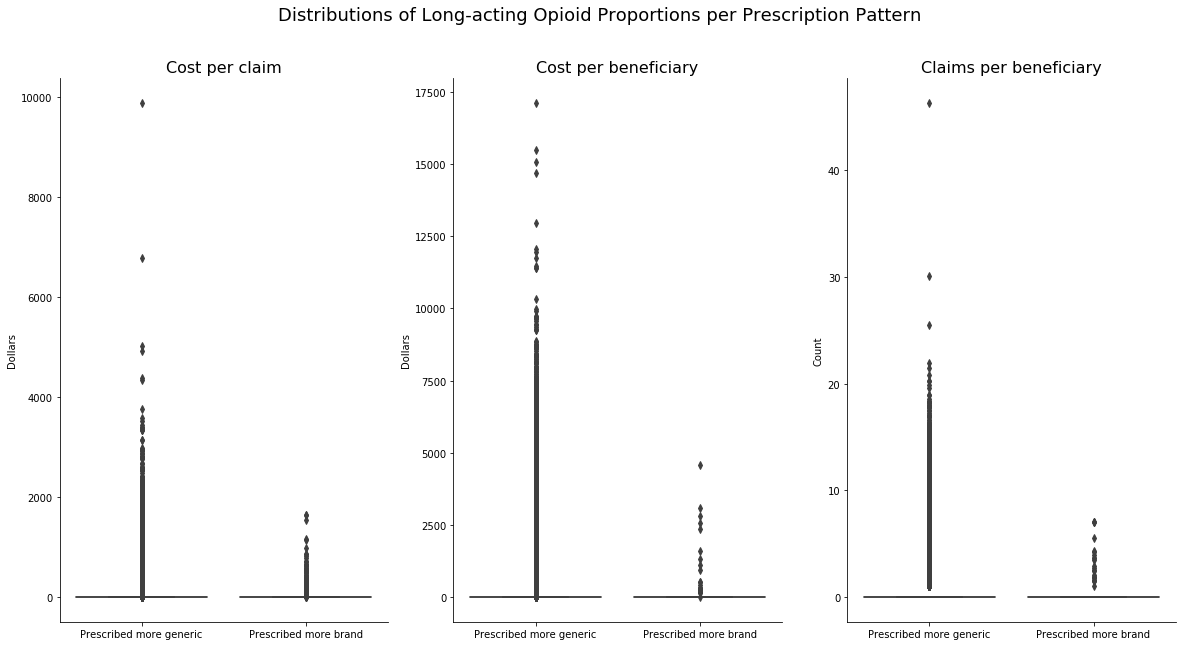 Distributions of Long-acting Opioid Proportions per Prescription Pattern
Cost per claim
10000
8000
6000
4000
2000
0
Dollars
Prescribed more generic
Prescribed more brand
Cost per beneficiary
17500
15000
12500
10000
7500
5000
2500
0
Dollars
Prescribed more generic
Prescribed more brand
Claims per beneficiary
40
30
20
10
0
Count
Prescribed more generic
Prescribed more brand